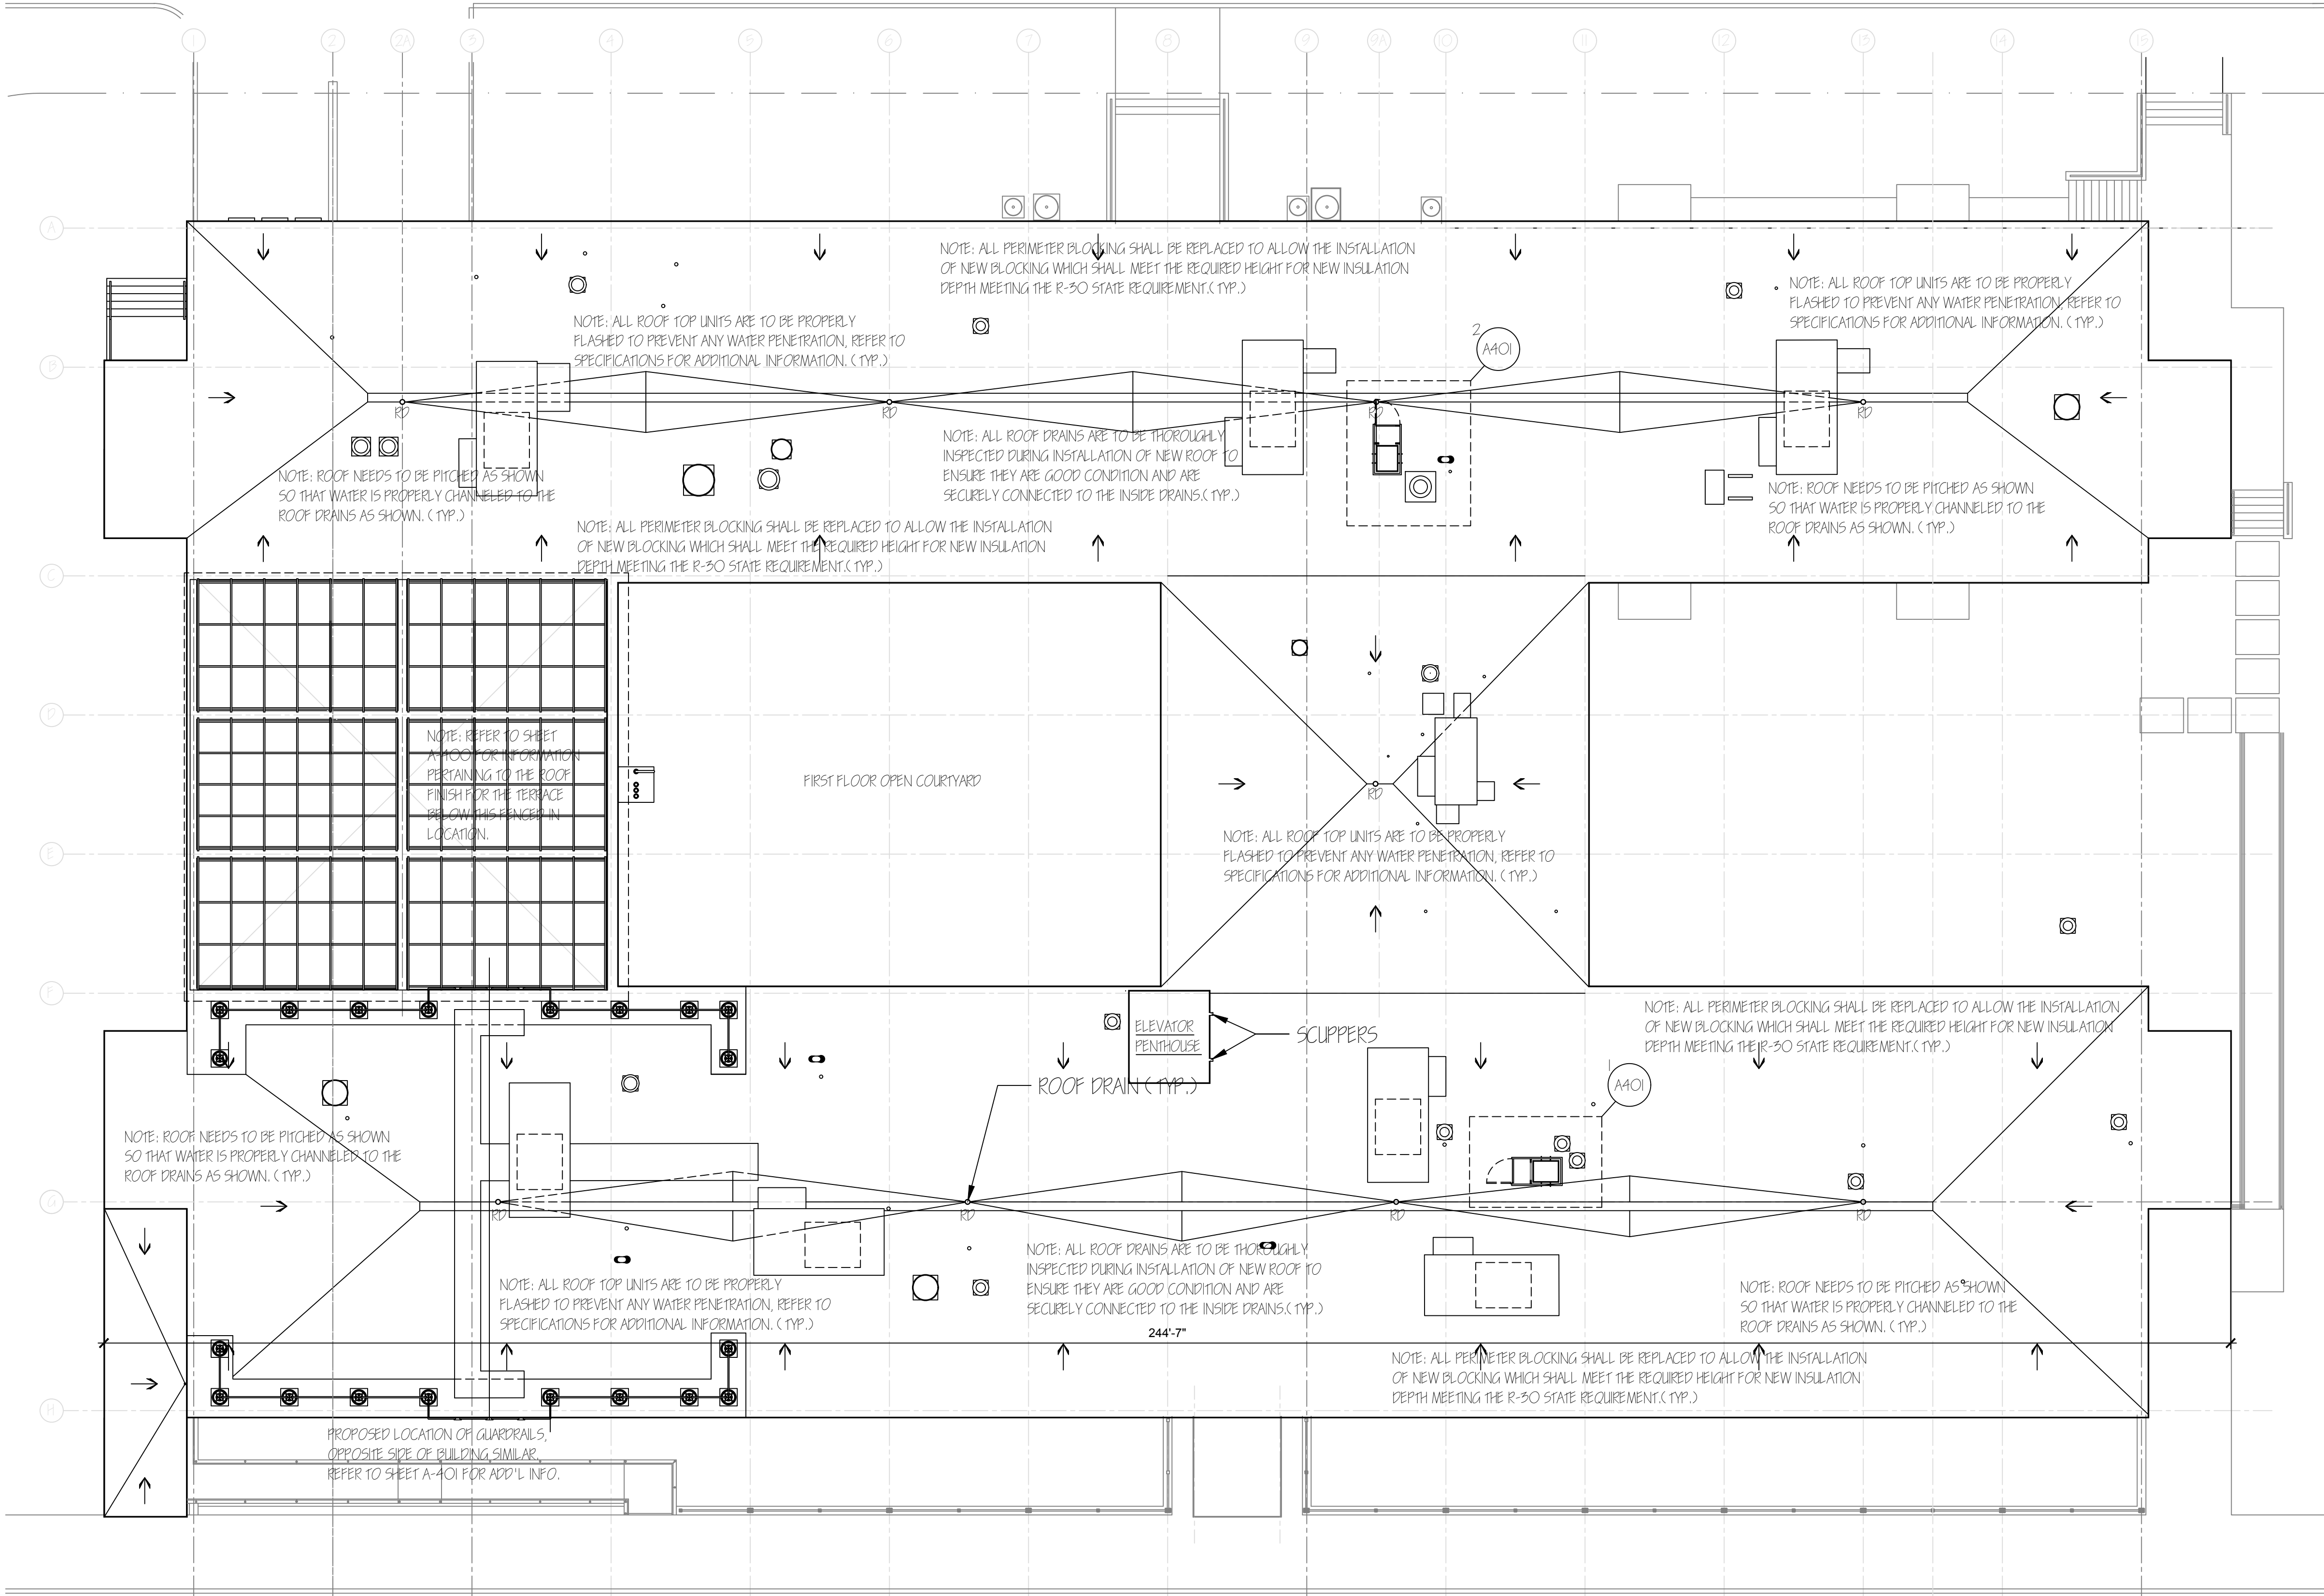 1
2
2A
3
4
5
6
7
8
9
9A
10
11
12
13
14
15
A
NOTE: ALL PERIMETER BLOCKING SHALL BE REPLACED TO ALLOW THE INSTALLATION
OF NEW BLOCKING WHICH SHALL MEET THE REQUIRED HEIGHT FOR NEW INSULATION
DEPTH MEETING THE R-30 STATE REQUIREMENT.( TYP.)
NOTE: ALL ROOF TOP UNITS ARE TO BE PROPERLY
FLASHED TO PREVENT ANY WATER PENETRATION, REFER TO
SPECIFICATIONS FOR ADDITIONAL INFORMATION. ( TYP.)
NOTE: ALL ROOF TOP UNITS ARE TO BE PROPERLY
FLASHED TO PREVENT ANY WATER PENETRATION, REFER TO
SPECIFICATIONS FOR ADDITIONAL INFORMATION. ( TYP.)
2
A401
B
RD
RD
RD
RD
NOTE: ALL ROOF DRAINS ARE TO BE THOROUGHLY
INSPECTED DURING INSTALLATION OF NEW ROOF TO
ENSURE THEY ARE GOOD CONDITION AND ARE
SECURELY CONNECTED TO THE INSIDE DRAINS.( TYP.)
NOTE: ROOF NEEDS TO BE PITCHED AS SHOWN
SO THAT WATER IS PROPERLY CHANNELED TO THE
ROOF DRAINS AS SHOWN. ( TYP.)
NOTE: ROOF NEEDS TO BE PITCHED AS SHOWN
SO THAT WATER IS PROPERLY CHANNELED TO THE
ROOF DRAINS AS SHOWN. ( TYP.)
NOTE: ALL PERIMETER BLOCKING SHALL BE REPLACED TO ALLOW THE INSTALLATION
OF NEW BLOCKING WHICH SHALL MEET THE REQUIRED HEIGHT FOR NEW INSULATION
DEPTH MEETING THE R-30 STATE REQUIREMENT.( TYP.)
C
D
NOTE: REFER TO SHEET
A-400 FOR INFORMATION
PERTAINING TO THE ROOF
FINISH FOR THE TERRACE
BELOW THIS FENCED IN
LOCATION.
FIRST FLOOR OPEN COURTYARD
RD
NOTE: ALL ROOF TOP UNITS ARE TO BE PROPERLY
FLASHED TO PREVENT ANY WATER PENETRATION, REFER TO
SPECIFICATIONS FOR ADDITIONAL INFORMATION. ( TYP.)
E
F
ELEVATOR
PENTHOUSE
SCUPPERS
NOTE: ALL PERIMETER BLOCKING SHALL BE REPLACED TO ALLOW THE INSTALLATION
OF NEW BLOCKING WHICH SHALL MEET THE REQUIRED HEIGHT FOR NEW INSULATION
DEPTH MEETING THE R-30 STATE REQUIREMENT.( TYP.)
1
A401
ROOF DRAIN ( TYP.)
NOTE: ROOF NEEDS TO BE PITCHED AS SHOWN
SO THAT WATER IS PROPERLY CHANNELED TO THE
ROOF DRAINS AS SHOWN. ( TYP.)
G
RD
RD
RD
RD
NOTE: ALL ROOF DRAINS ARE TO BE THOROUGHLY
INSPECTED DURING INSTALLATION OF NEW ROOF TO
ENSURE THEY ARE GOOD CONDITION AND ARE
SECURELY CONNECTED TO THE INSIDE DRAINS.( TYP.)
NOTE: ALL ROOF TOP UNITS ARE TO BE PROPERLY
FLASHED TO PREVENT ANY WATER PENETRATION, REFER TO
SPECIFICATIONS FOR ADDITIONAL INFORMATION. ( TYP.)
NOTE: ROOF NEEDS TO BE PITCHED AS SHOWN
SO THAT WATER IS PROPERLY CHANNELED TO THE
ROOF DRAINS AS SHOWN. ( TYP.)
244'-7"
NOTE: ALL PERIMETER BLOCKING SHALL BE REPLACED TO ALLOW THE INSTALLATION
OF NEW BLOCKING WHICH SHALL MEET THE REQUIRED HEIGHT FOR NEW INSULATION
DEPTH MEETING THE R-30 STATE REQUIREMENT.( TYP.)
H
PROPOSED LOCATION OF GUARDRAILS,
OPPOSITE SIDE OF BUILDING SIMILAR.
REFER TO SHEET A-401 FOR ADD'L INFO.